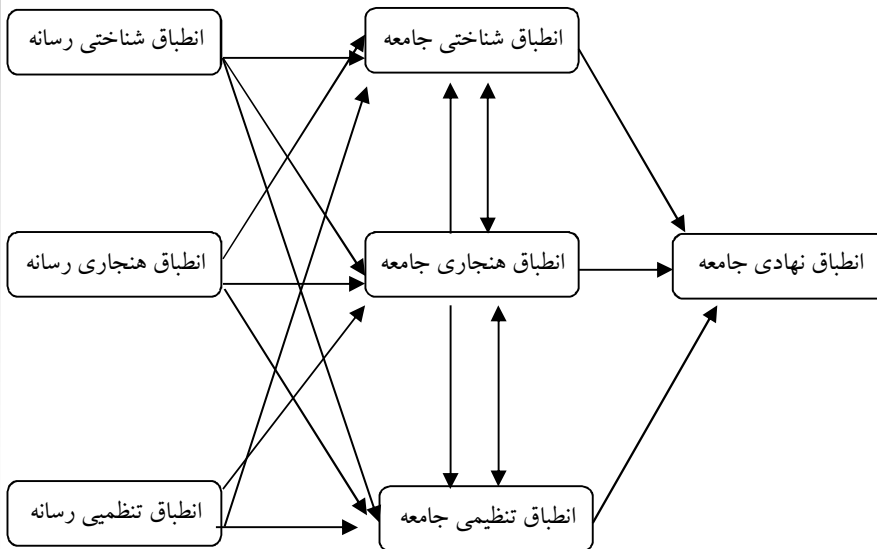 انطباق شناختی رسانه
انطباق شناختی جامعه
انطباق هنجاری رسانه
انطباق هنجاری جامعه
انطباق نهادی جامعه
انطباق تنظمیی رسانه
انطباق تنظیمی جامعه